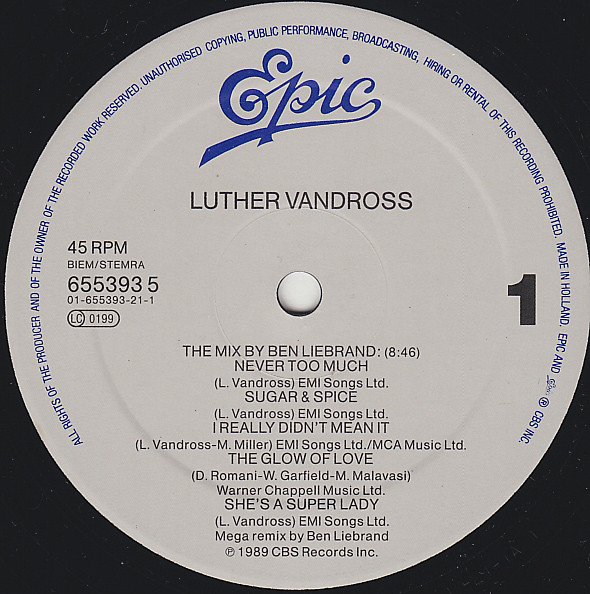 ALL RIGHTS OF THE PRODUCER AND OF THE OWNER OF THE RECORDED WORK RESERVED. UNAUTHORISED COPYING, PUBLIC PERFORMANCE, BROADCASTING, HIRING OR RENTAL OF THIS RECORDING PROHIBITED. MADE IN HOLLAND. EPIC AND ® CBS INC.
Epic
LUTHER VANDROSS
45 RPM
BIEM/STEMRA
655393 5
01-655393-21-1
LC 0199
1
THE MIX BY BEN LIEBRAND: (8:46)
NEVER TOO MUCH
(L. Vandross) EMI Songs Ltd.
SUGAR & SPICE
(L. Vandross) EMI Songs Ltd.
I REALLY DIDN'T MEAN IT
(L. Vandross-M. Miller) EMI Songs Ltd./MCA Music Ltd.
THE GLOW OF LOVE
(D. Romani-W. Garfield-M. Malavasi)
Warner Chappell Music Ltd.
SHE'S A SUPER LADY
(L. Vandross) EMI Songs Ltd.
Mega remix by Ben Liebrand
℗ 1989 CBS Records Inc.